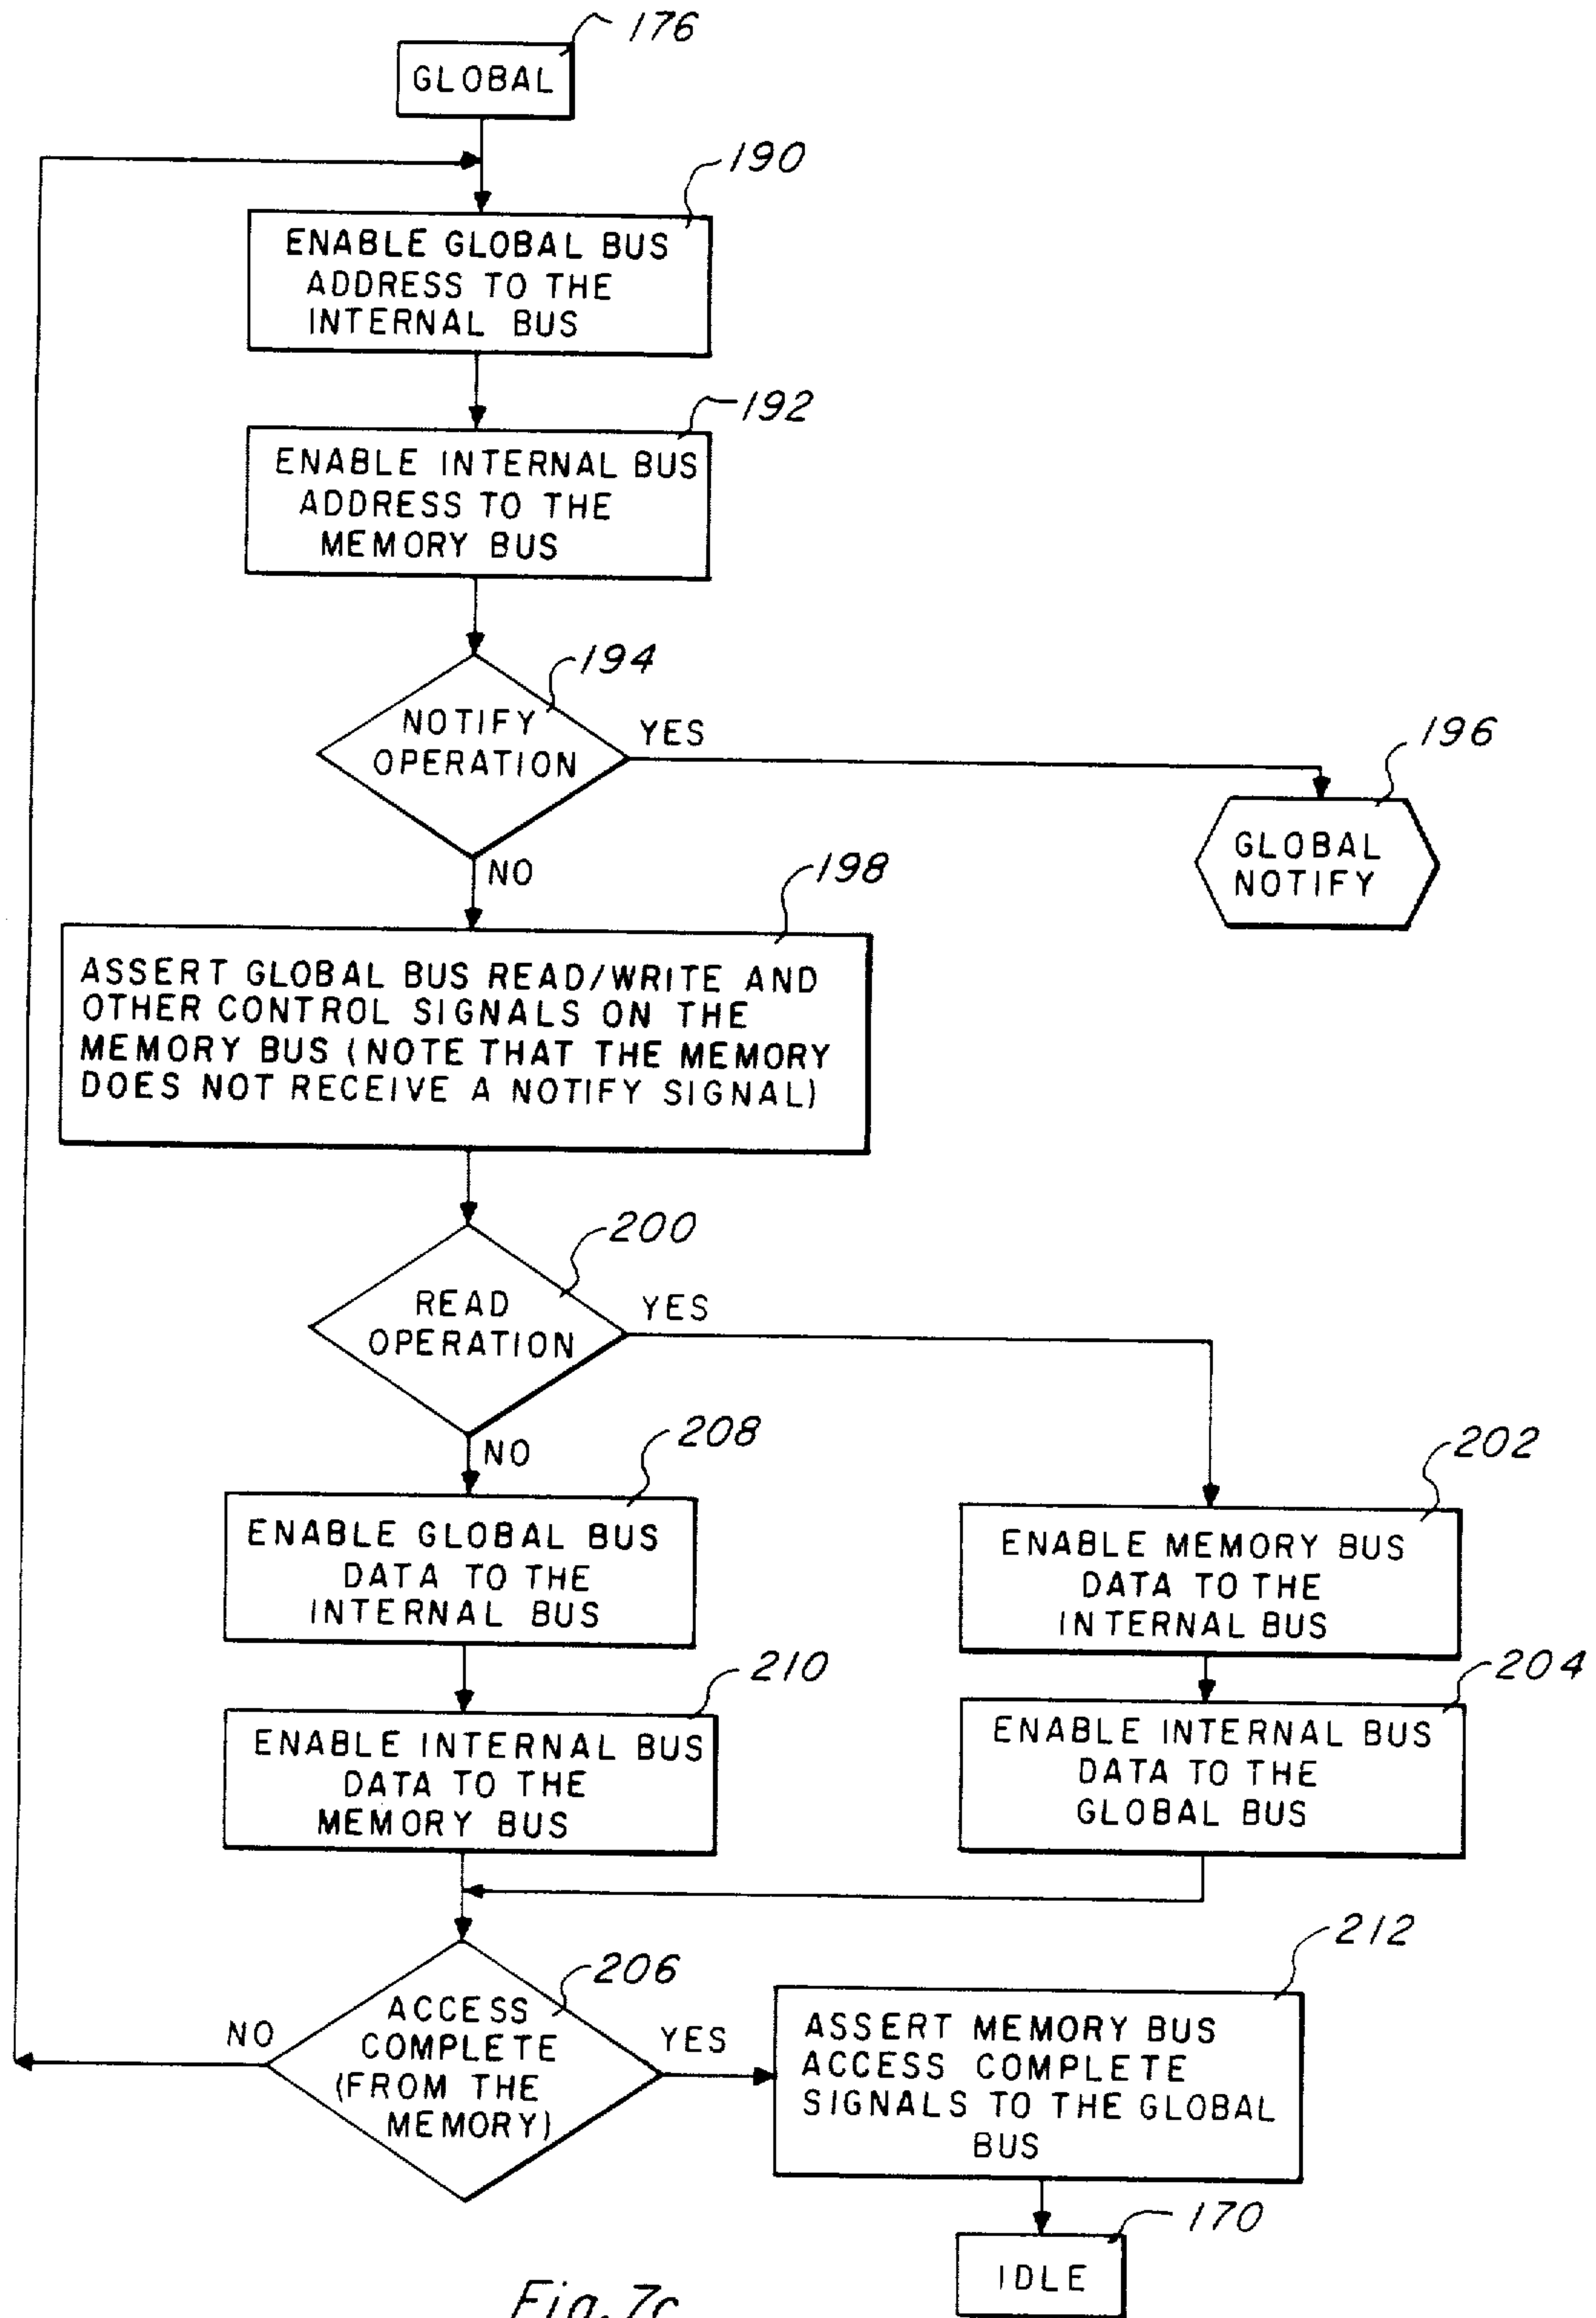 176
GLOBAL
190
ENABLE GLOBAL BUS
ADDRESS TO THE
INTERNAL BUS
192
ENABLE INTERNAL BUS
ADDRESS TO THE
MEMORY BUS
194
NOTIFY
OPERATION
YES
196
GLOBAL
NOTIFY
NO
198
ASSERT GLOBAL BUS READ/WRITE AND
OTHER CONTROL SIGNALS ON THE
MEMORY BUS (NOTE THAT THE MEMORY
DOES NOT RECEIVE A NOTIFY SIGNAL)
200
READ
OPERATION
YES
NO
208
ENABLE GLOBAL BUS
DATA TO THE
INTERNAL BUS
202
ENABLE MEMORY BUS
DATA TO THE
INTERNAL BUS
210
ENABLE INTERNAL BUS
DATA TO THE
MEMORY BUS
204
ENABLE INTERNAL BUS
DATA TO THE
GLOBAL BUS
206
ACCESS
COMPLETE
(FROM THE
MEMORY)
NO
YES
212
ASSERT MEMORY BUS
ACCESS COMPLETE
SIGNALS TO THE GLOBAL
BUS
170
IDLE
Fig. 7c